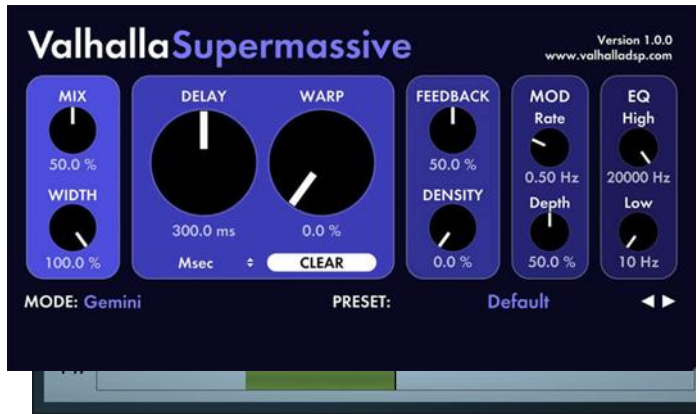 ValhallaSupermassive
Version 1.0.0
www.valhalladsp.com
MIX
50.0 %
WIDTH
100.0 %
DELAY
300.0 ms
WARP
0.0 %
Msec
CLEAR
FEEDBACK
50.0 %
DENSITY
0.0 %
MOD
Rate
0.50 Hz
Depth
50.0 %
EQ
High
20000 Hz
Low
10 Hz
MODE: Gemini
PRESET: Default